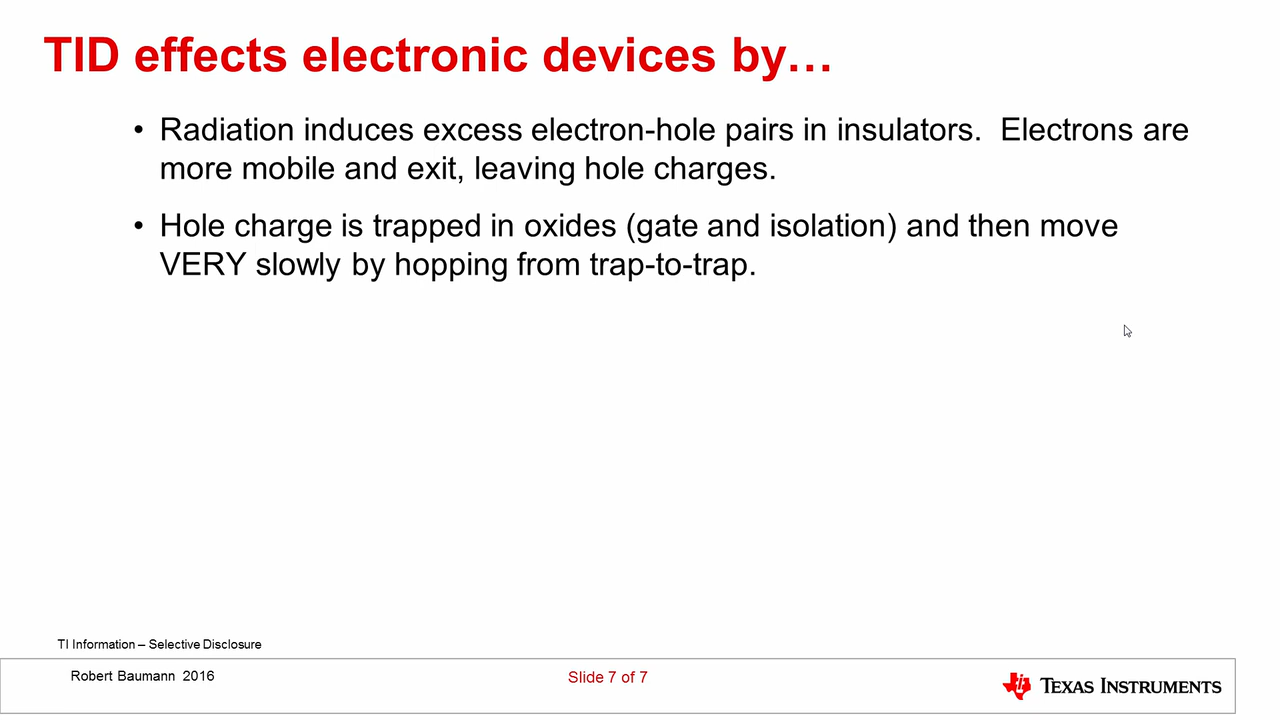 TID effects electronic devices by…
• Radiation induces excess electron-hole pairs in insulators.  Electrons are
more mobile and exit, leaving hole charges.
• Hole charge is trapped in oxides (gate and isolation) and then move
VERY slowly by hopping from trap-to-trap.
TI Information – Selective Disclosure
Robert Baumann  2016
Slide 7 of 7
TEXAS INSTRUMENTS